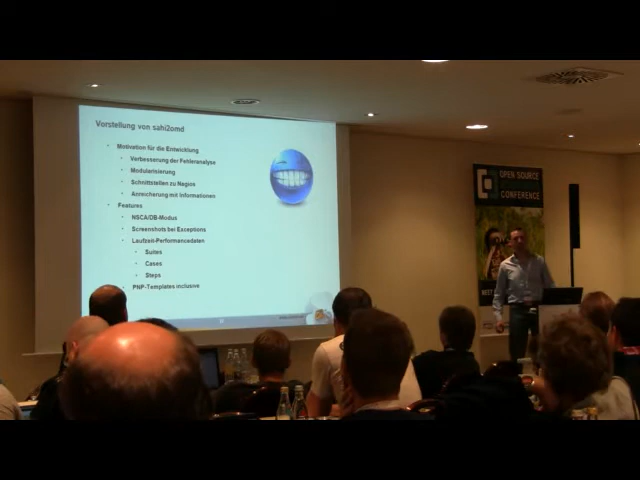 Vorstellung von sahi2omd
Motivation für die Entwicklung
Verbesserung der Fehleranalyse
Modularisierung
Schnittstellen zu Nagios
Anreicherung mit Informationen
Features
NSCA/DB-Modus
Screenshots bei Exceptions
Laufzeit-Performancedaten
Suites
Cases
Steps
PNP-Templates inclusive
OPEN SOURCE
CONFERENCE